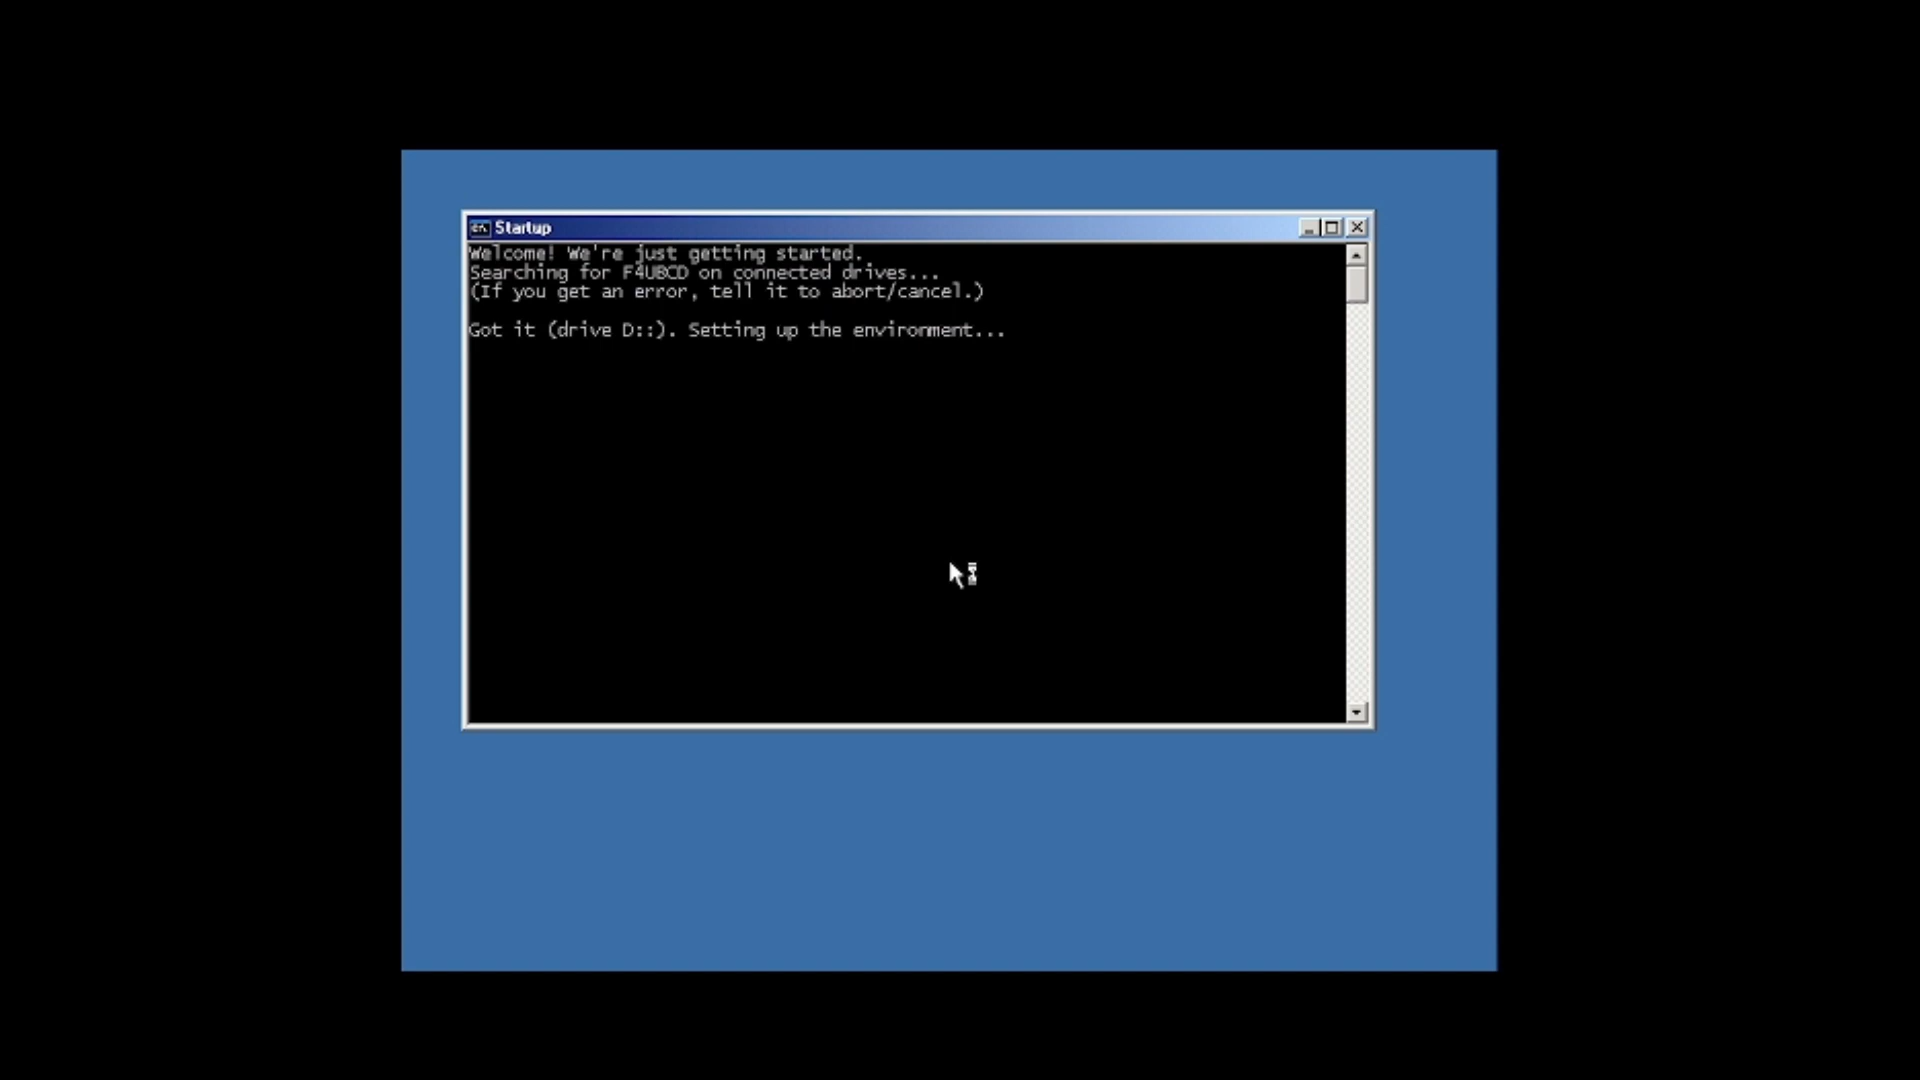 Startup
Welcome! We're just getting started.
Searching for F4UBCD on connected drives...
(If you get an error, tell it to abort/cancel.)
Got it (drive D::). Setting up the environment...